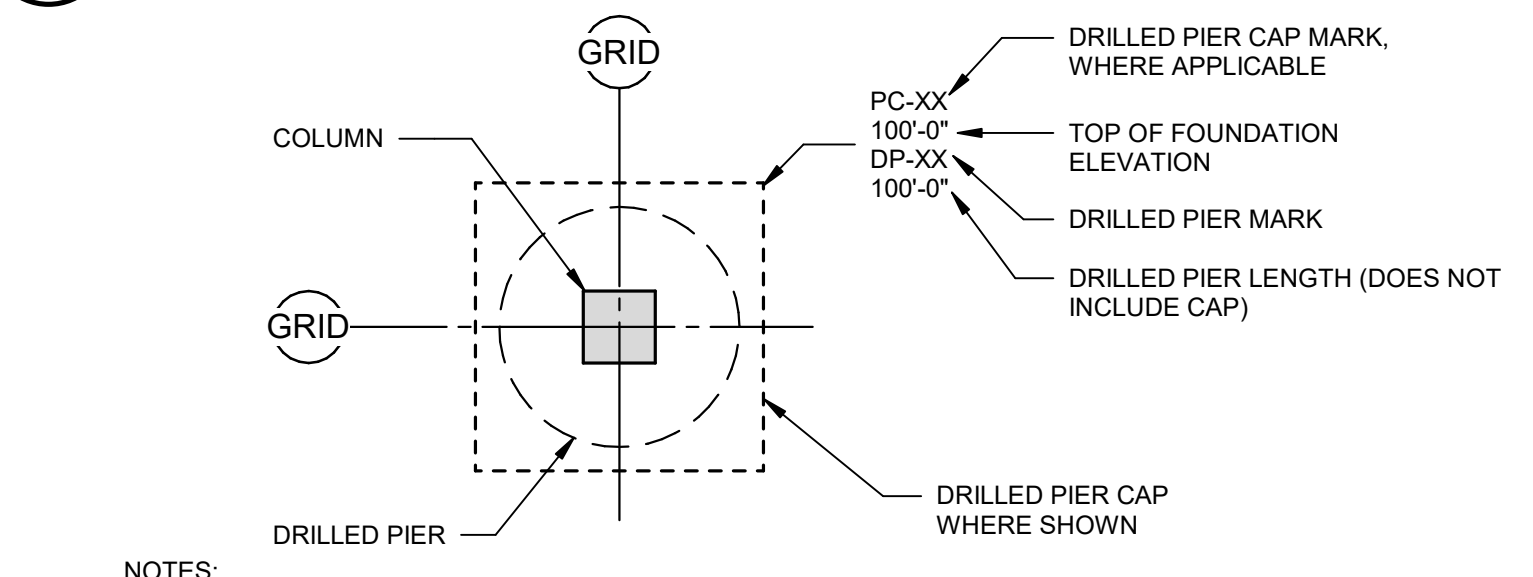 GRID
DRILLED PIER CAP MARK,
WHERE APPLICABLE
PC-XX
100'-0"
DP-XX
100'-0"
TOP OF FOUNDATION
ELEVATION
COLUMN
DRILLED PIER MARK
DRILLED PIER LENGTH (DOES NOT
INCLUDE CAP)
GRID
DRILLED PIER CAP
WHERE SHOWN
DRILLED PIER
NOTES: